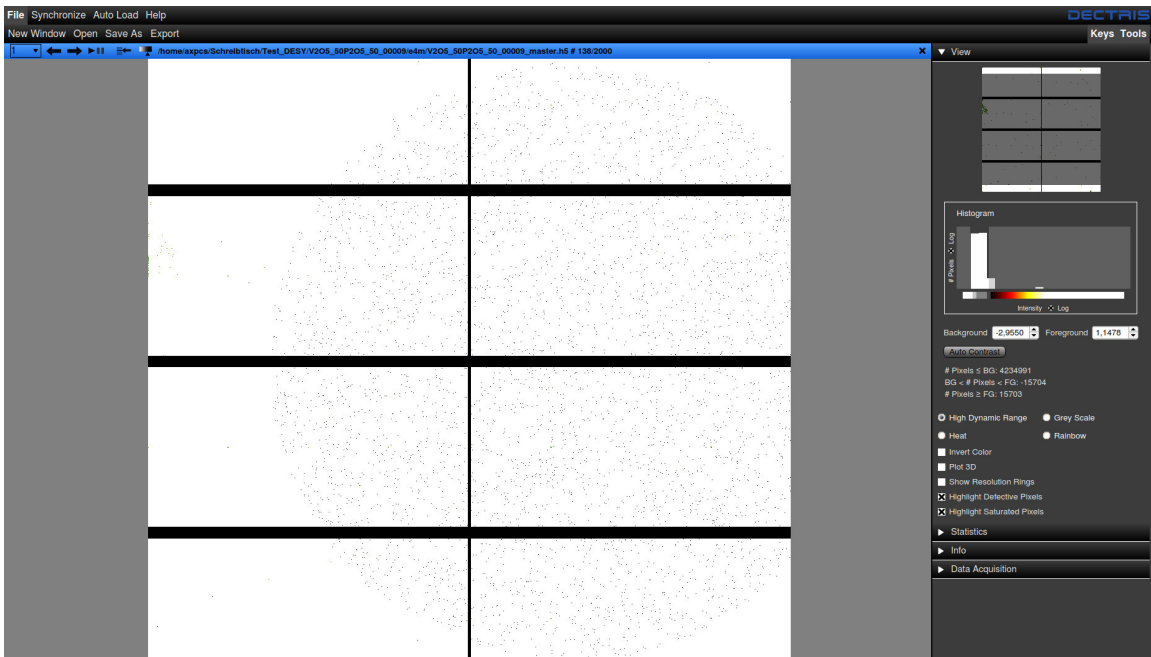 File Synchronize Auto Load Help
DECTRIS
New Window Open Save As Export
Keys Tools
1 /home/axpcs/Schreibtisch/Test_DESY/V2O5_50P2O5_50_00009/e4m/V2O5_50P2O5_50_00009_master.h5 # 138/2000
View
Histogram
# Pixels Log
Intensity Log
Background -2,9550 Foreground 1,1478
Auto Contrast
# Pixels ≤ BG: 4234991
BG < # Pixels < FG: -15704
# Pixels ≥ FG: 15703
High Dynamic Range Grey Scale
Heat Rainbow
Invert Color
Plot 3D
Show Resolution Rings
Highlight Defective Pixels
Highlight Saturated Pixels
Statistics
Info
Data Acquisition